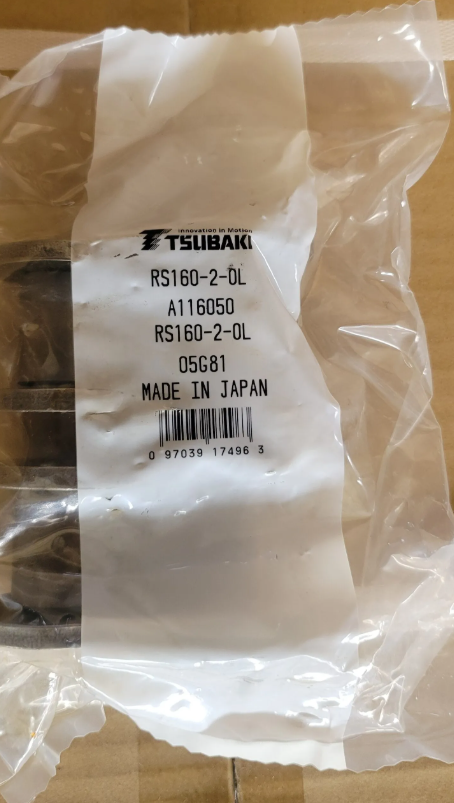 Innovation in Motion
TSUBAKI
RS160-2-OL
A116050
RS160-2-OL
05G81
MADE IN JAPAN
0 97039 17496 3